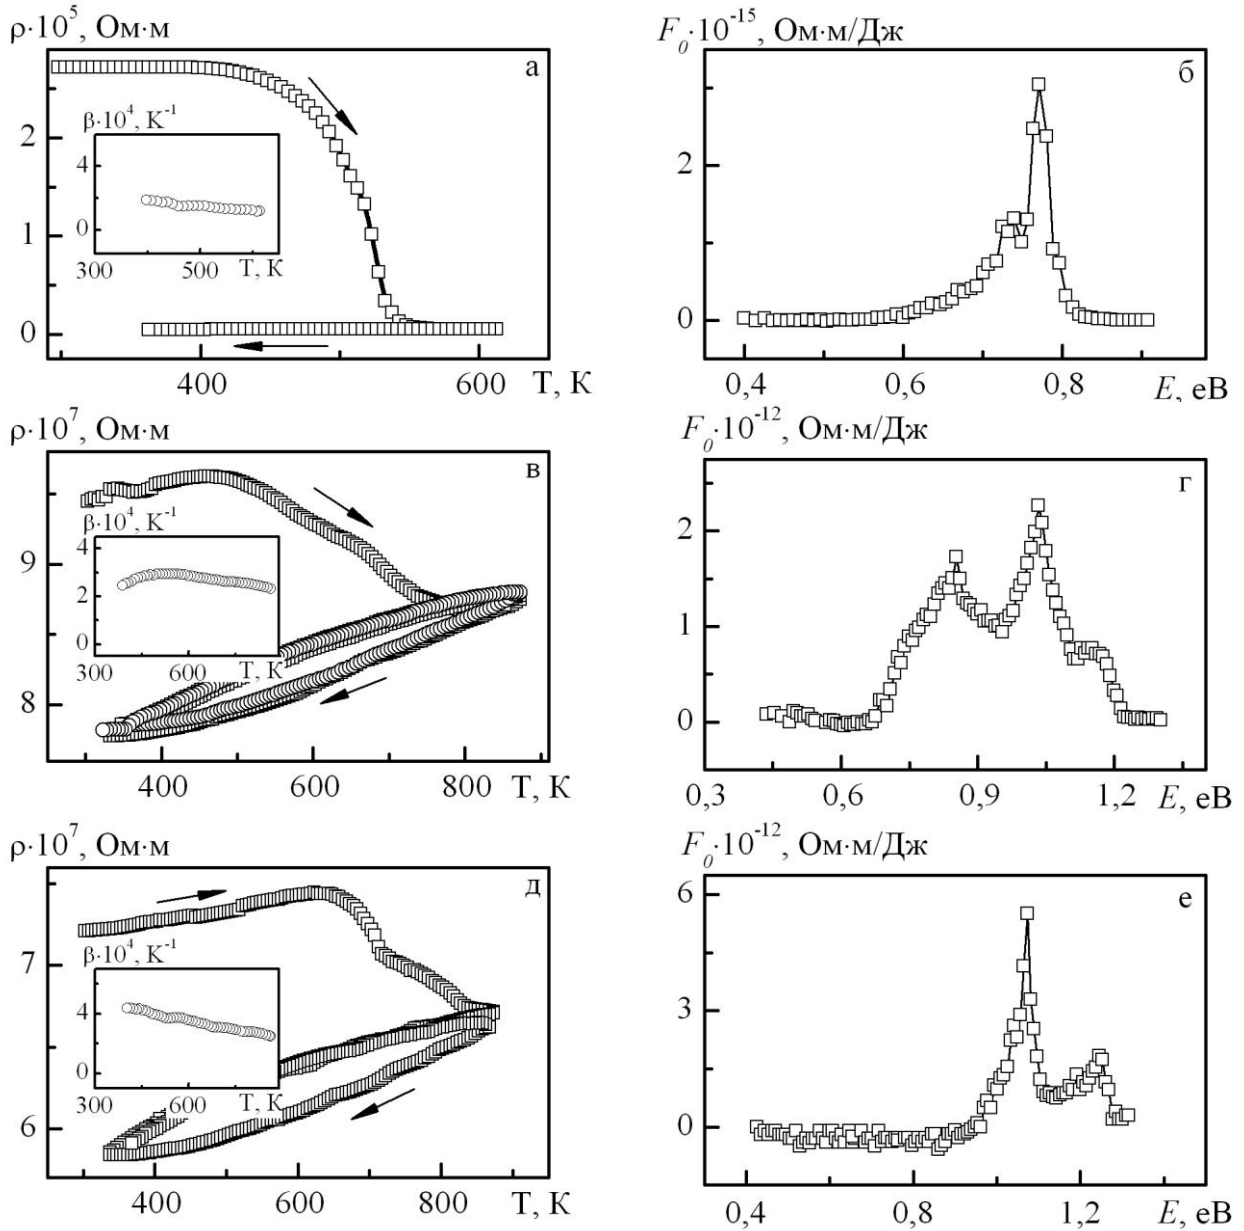 ρ·10⁵, Ом·м
а
2
1
0
β·10⁴, К⁻¹
4
2
0
300 500 Т, К
400 600 Т, К
F₀·10⁻¹⁵, Ом·м/Дж
б
2
0
0,4 0,6 0,8 E, еВ
ρ·10⁷, Ом·м
в
9
8
β·10⁴, К⁻¹
4
2
0
300 600 Т, К
400 600 800 Т, К
F₀·10⁻¹², Ом·м/Дж
г
2
1
0
0,3 0,6 0,9 1,2 E, еВ
ρ·10⁷, Ом·м
д
7
6
β·10⁴, К⁻¹
4
0
300 600 Т, К
400 600 800 Т, К
F₀·10⁻¹², Ом·м/Дж
е
6
3
0
0,4 0,8 1,2 E, еВ